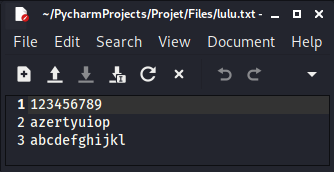 ~/PycharmProjects/Projet/Files/lulu.txt -
File Edit Search View Document Help
1 123456789
2 azertyuiop
3 abcdefghijkl